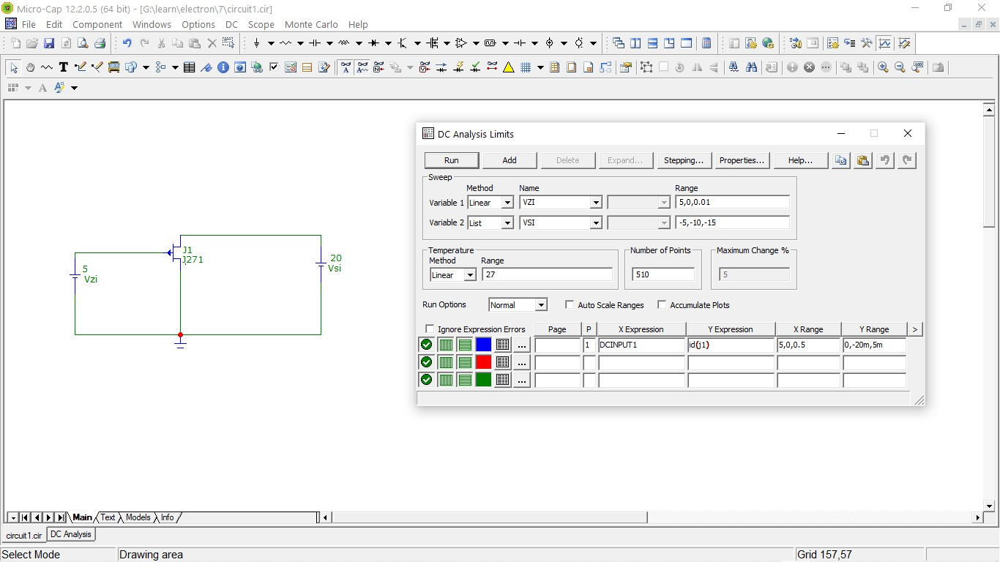 Micro-Cap 12.2.0.5 (64 bit) - [G:\learn\electron\7\circuit1.cir]
File Edit Component Windows Options DC Scope Monte Carlo Help
DC Analysis Limits
Run Add Delete Expand... Stepping... Properties... Help...
Sweep
Method Name Range
Variable 1 Linear VZI 5,0,0.01
Variable 2 List VSI -5,-10,-15
Temperature
Method Range
Linear 27
Number of Points
510
Maximum Change %
5
Run Options Normal Auto Scale Ranges Accumulate Plots
Ignore Expression Errors Page P X Expression Y Expression X Range Y Range >
... 1 DCINPUT1 id(j1) 5,0,0.5 0,-20m,5m
...
...
J1
J271
5
Vzi
20
Vsi
Main Text Models Info
circuit1.cir DC Analysis
Select Mode Drawing area Grid 157,57